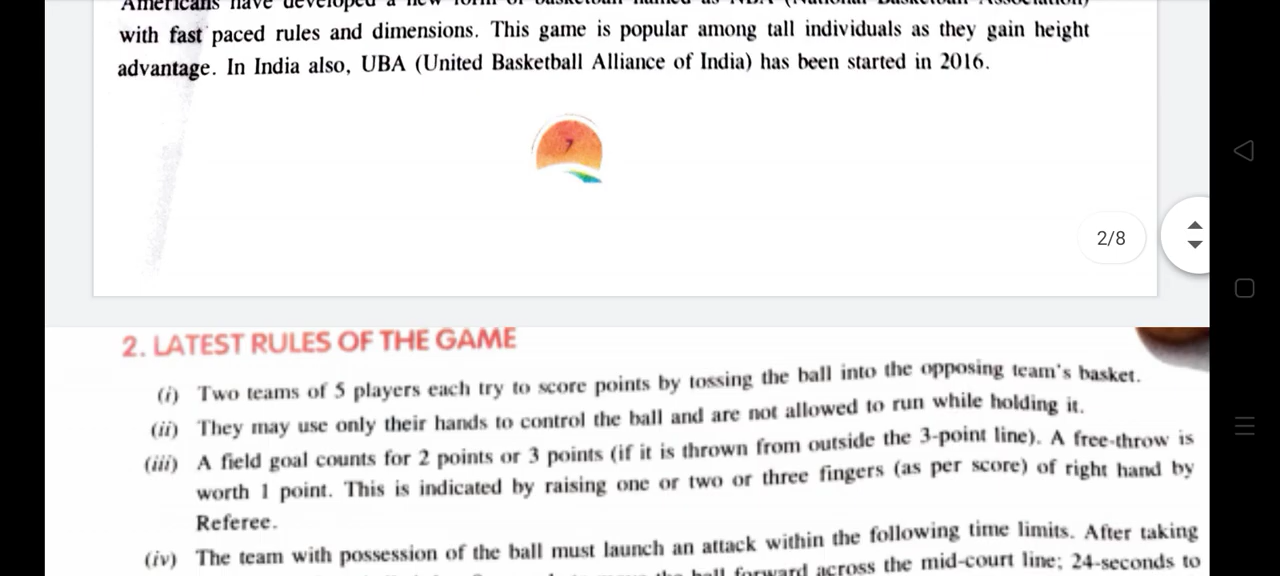 Americans have developed a new form of basketball named as NBA (National Basketball Association)
with fast paced rules and dimensions. This game is popular among tall individuals as they gain height
advantage. In India also, UBA (United Basketball Alliance of India) has been started in 2016.
7
2/8
2. LATEST RULES OF THE GAME
(i) Two teams of 5 players each try to score points by tossing the ball into the opposing team's basket.
(ii) They may use only their hands to control the ball and are not allowed to run while holding it.
(iii) A field goal counts for 2 points or 3 points (if it is thrown from outside the 3-point line). A free-throw is
worth 1 point. This is indicated by raising one or two or three fingers (as per score) of right hand by
Referee.
(iv) The team with possession of the ball must launch an attack within the following time limits. After taking
the ball forward across the mid-court line; 24-seconds to